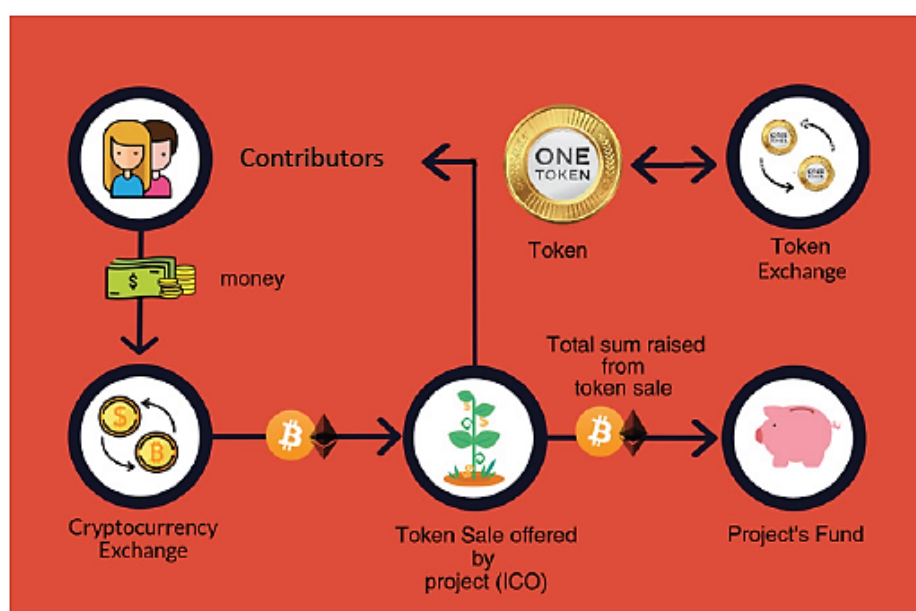 Contributors
ONE
TOKEN
Token
Token
Exchange
money
Total sum raised
from
token sale
Cryptocurrency
Exchange
Token Sale offered
by
project (ICO)
Project's Fund